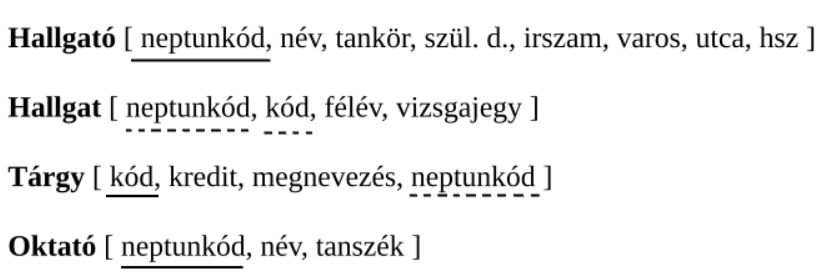 Hallgató [ neptunkód, név, tankör, szül. d., irszam, varos, utca, hsz ]
Hallgat [ neptunkód, kód, félév, vizsgajegy ]
Tárgy [ kód, kredit, megnevezés, neptunkód ]
Oktató [ neptunkód, név, tanszék ]